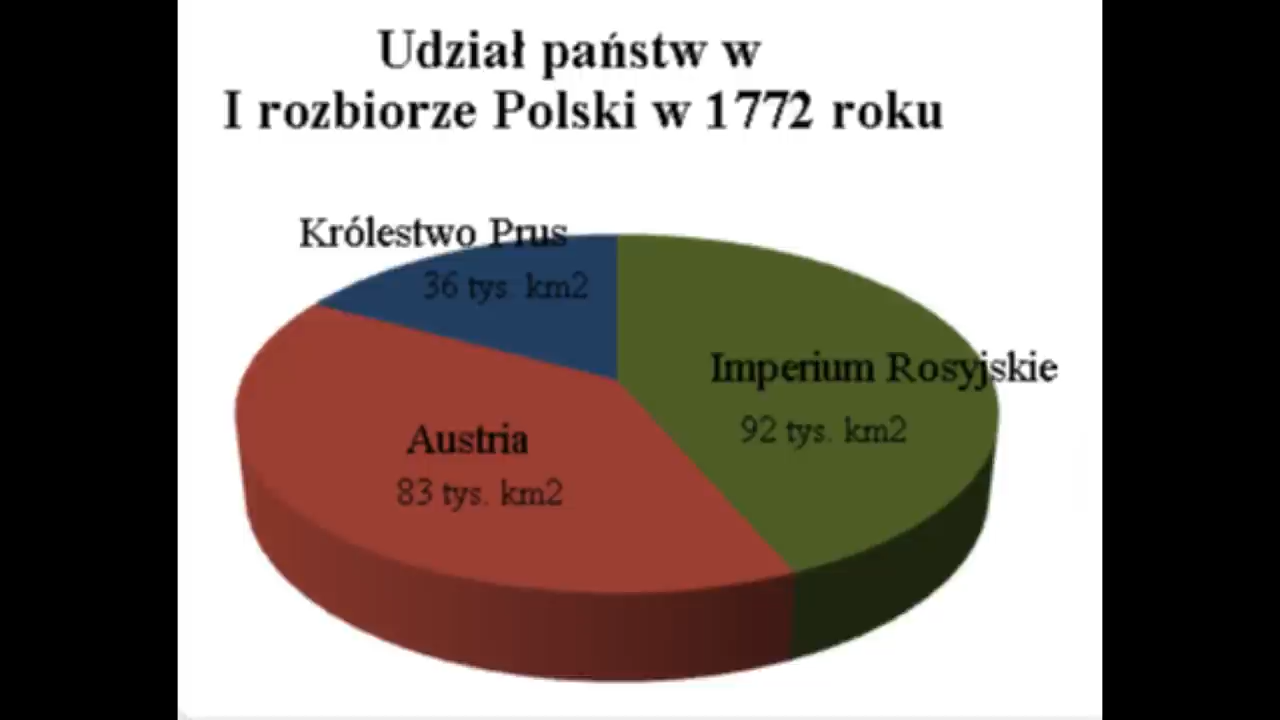 Udział państw w
I rozbiorze Polski w 1772 roku
Królestwo Prus
36 tys. km2
Imperium Rosyjskie
92 tys. km2
Austria
83 tys. km2